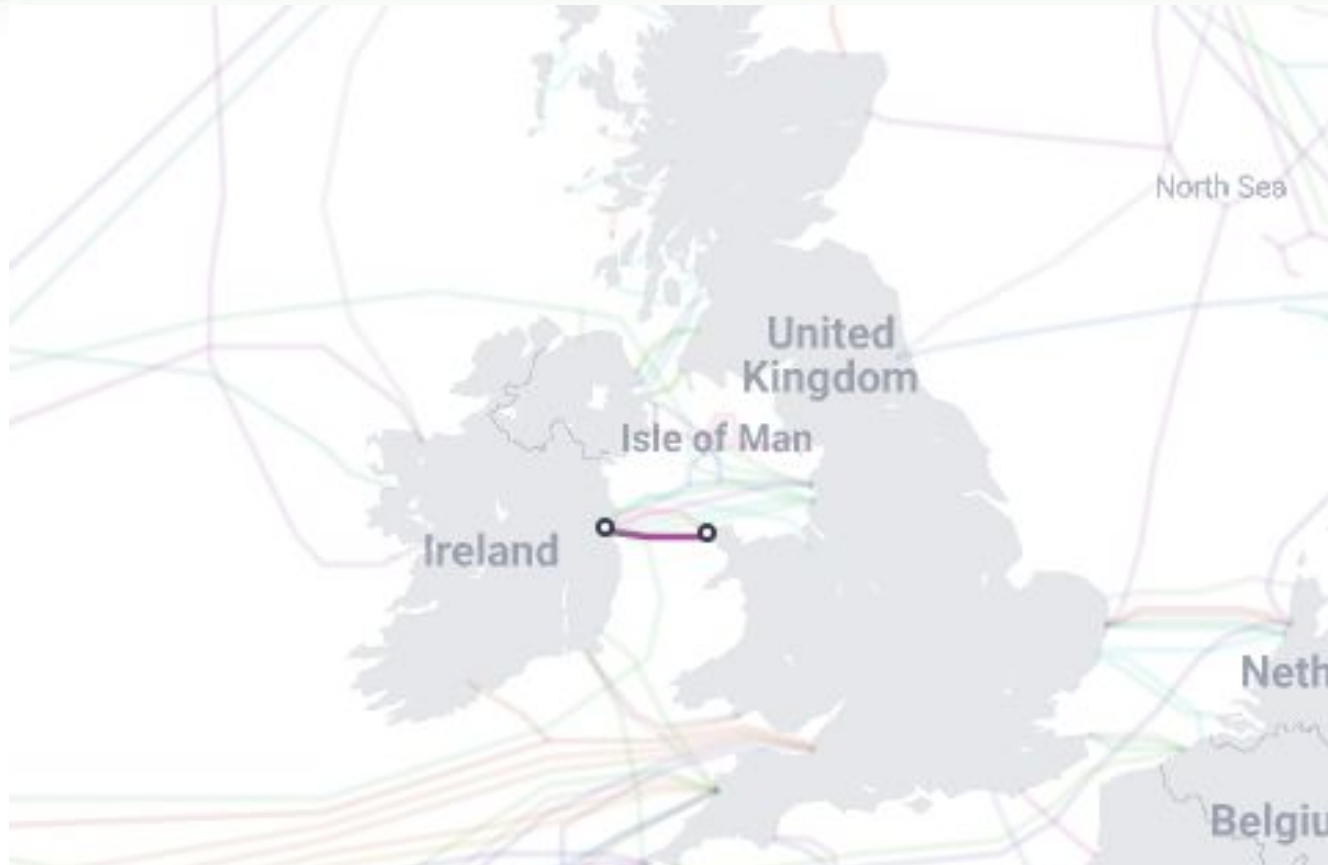 North Sea
United
Kingdom
Isle of Man
Ireland
Neth
Belgiu